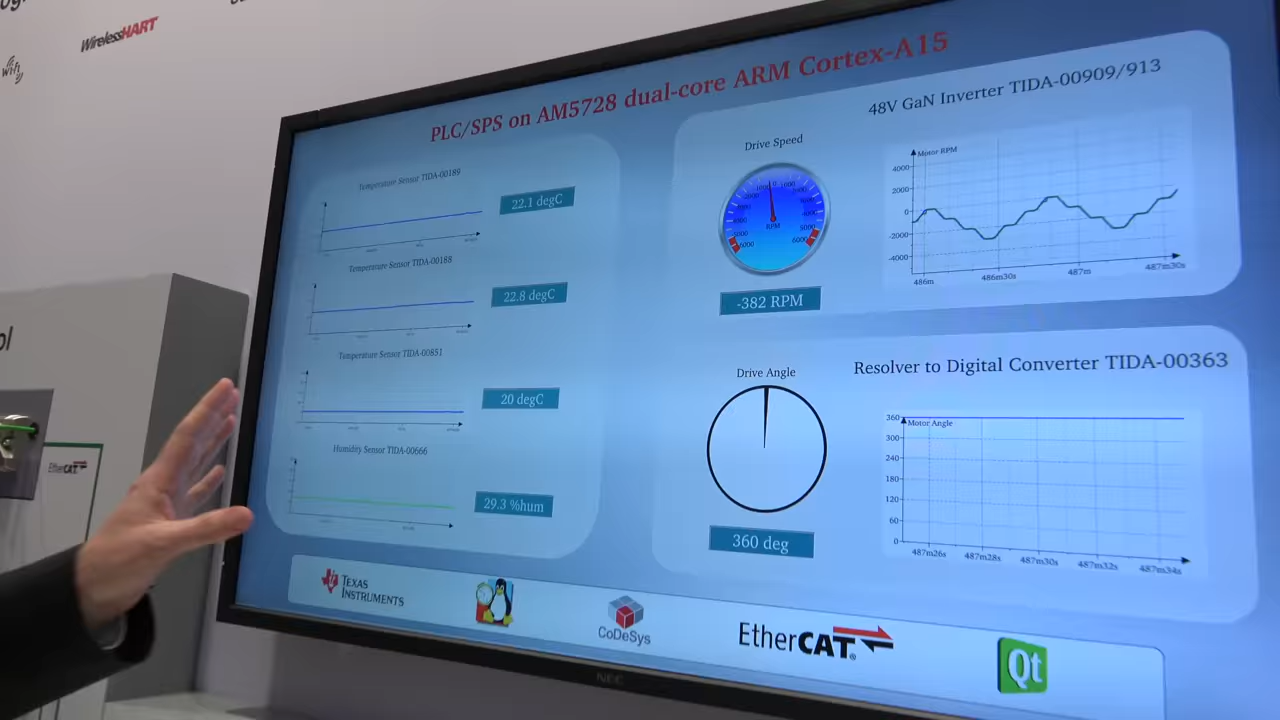 WirelessHART
wifi
PLC/SPS on AM5728 dual-core ARM Cortex-A15
Temperature Sensor TIDA-00189
22.1 degC
Temperature Sensor TIDA-00188
22.8 degC
Temperature Sensor TIDA-00851
20 degC
Humidity Sensor TIDA-00666
29.3 %hum
Drive Speed
RPM
-382 RPM
48V GaN Inverter TIDA-00909/913
Motor RPM
4000
2000
0
-2000
-4000
486m
486m30s
487m
487m30s
Drive Angle
360 deg
Resolver to Digital Converter TIDA-00363
Motor Angle
360
300
240
180
120
60
0
487m26s
487m28s
487m30s
487m32s
487m34s
EtherCAT
TEXAS
INSTRUMENTS
CoDeSys
EtherCAT
Qt
NEC